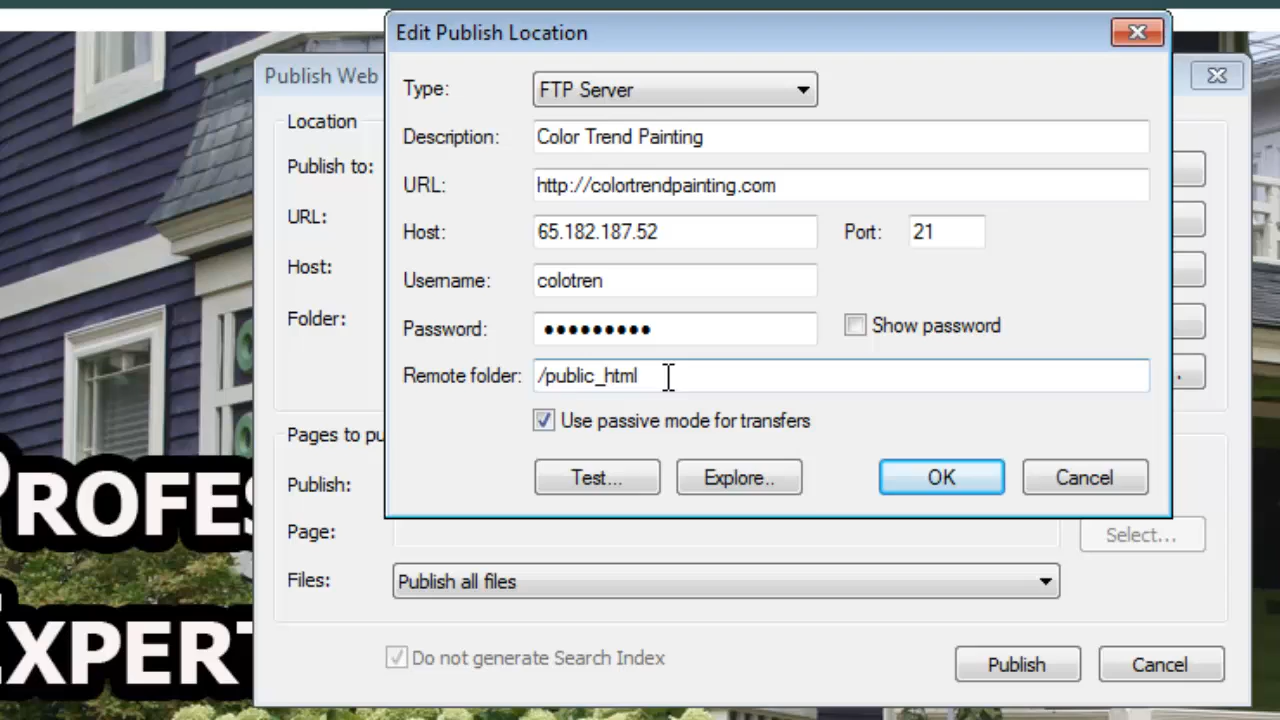 Edit Publish Location
Publish Web
Type: FTP Server
Location
Description: Color Trend Painting
Publish to:
URL: http://colortrendpainting.com
URL:
Host: 65.182.187.52 Port: 21
Host:
Username: colotren
Folder:
Password: ●●●●●●●●● Show password
Remote folder: /public_html
Use passive mode for transfers
Pages to pu
Test... Explore.. OK Cancel
Publish:
PROFES
Page: Select...
Files: Publish all files
EXPERT
Do not generate Search Index
Publish Cancel